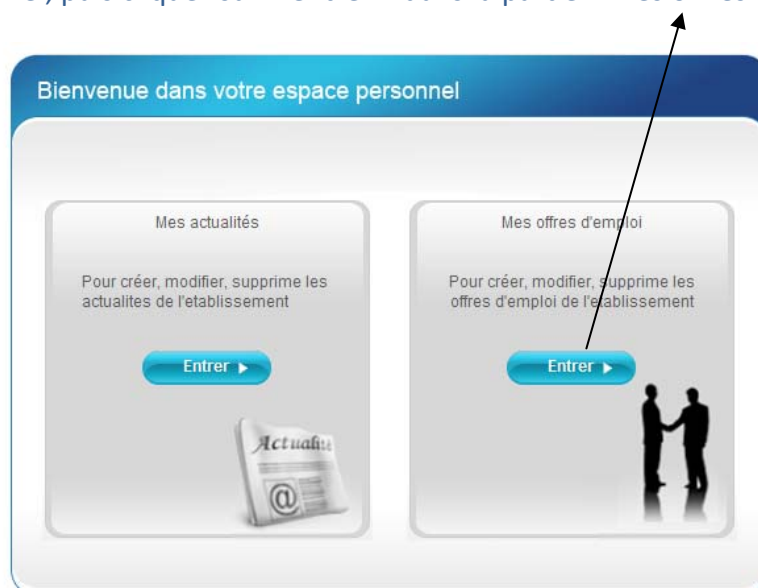 Bienvenue dans votre espace personnel
Mes actualités
Pour créer, modifier, supprime les
actualites de l'etablissement
Entrer
Actualité
@
Mes offres d'emploi
Pour créer, modifier, supprime les
offres d'emploi de l'etablissement
Entrer